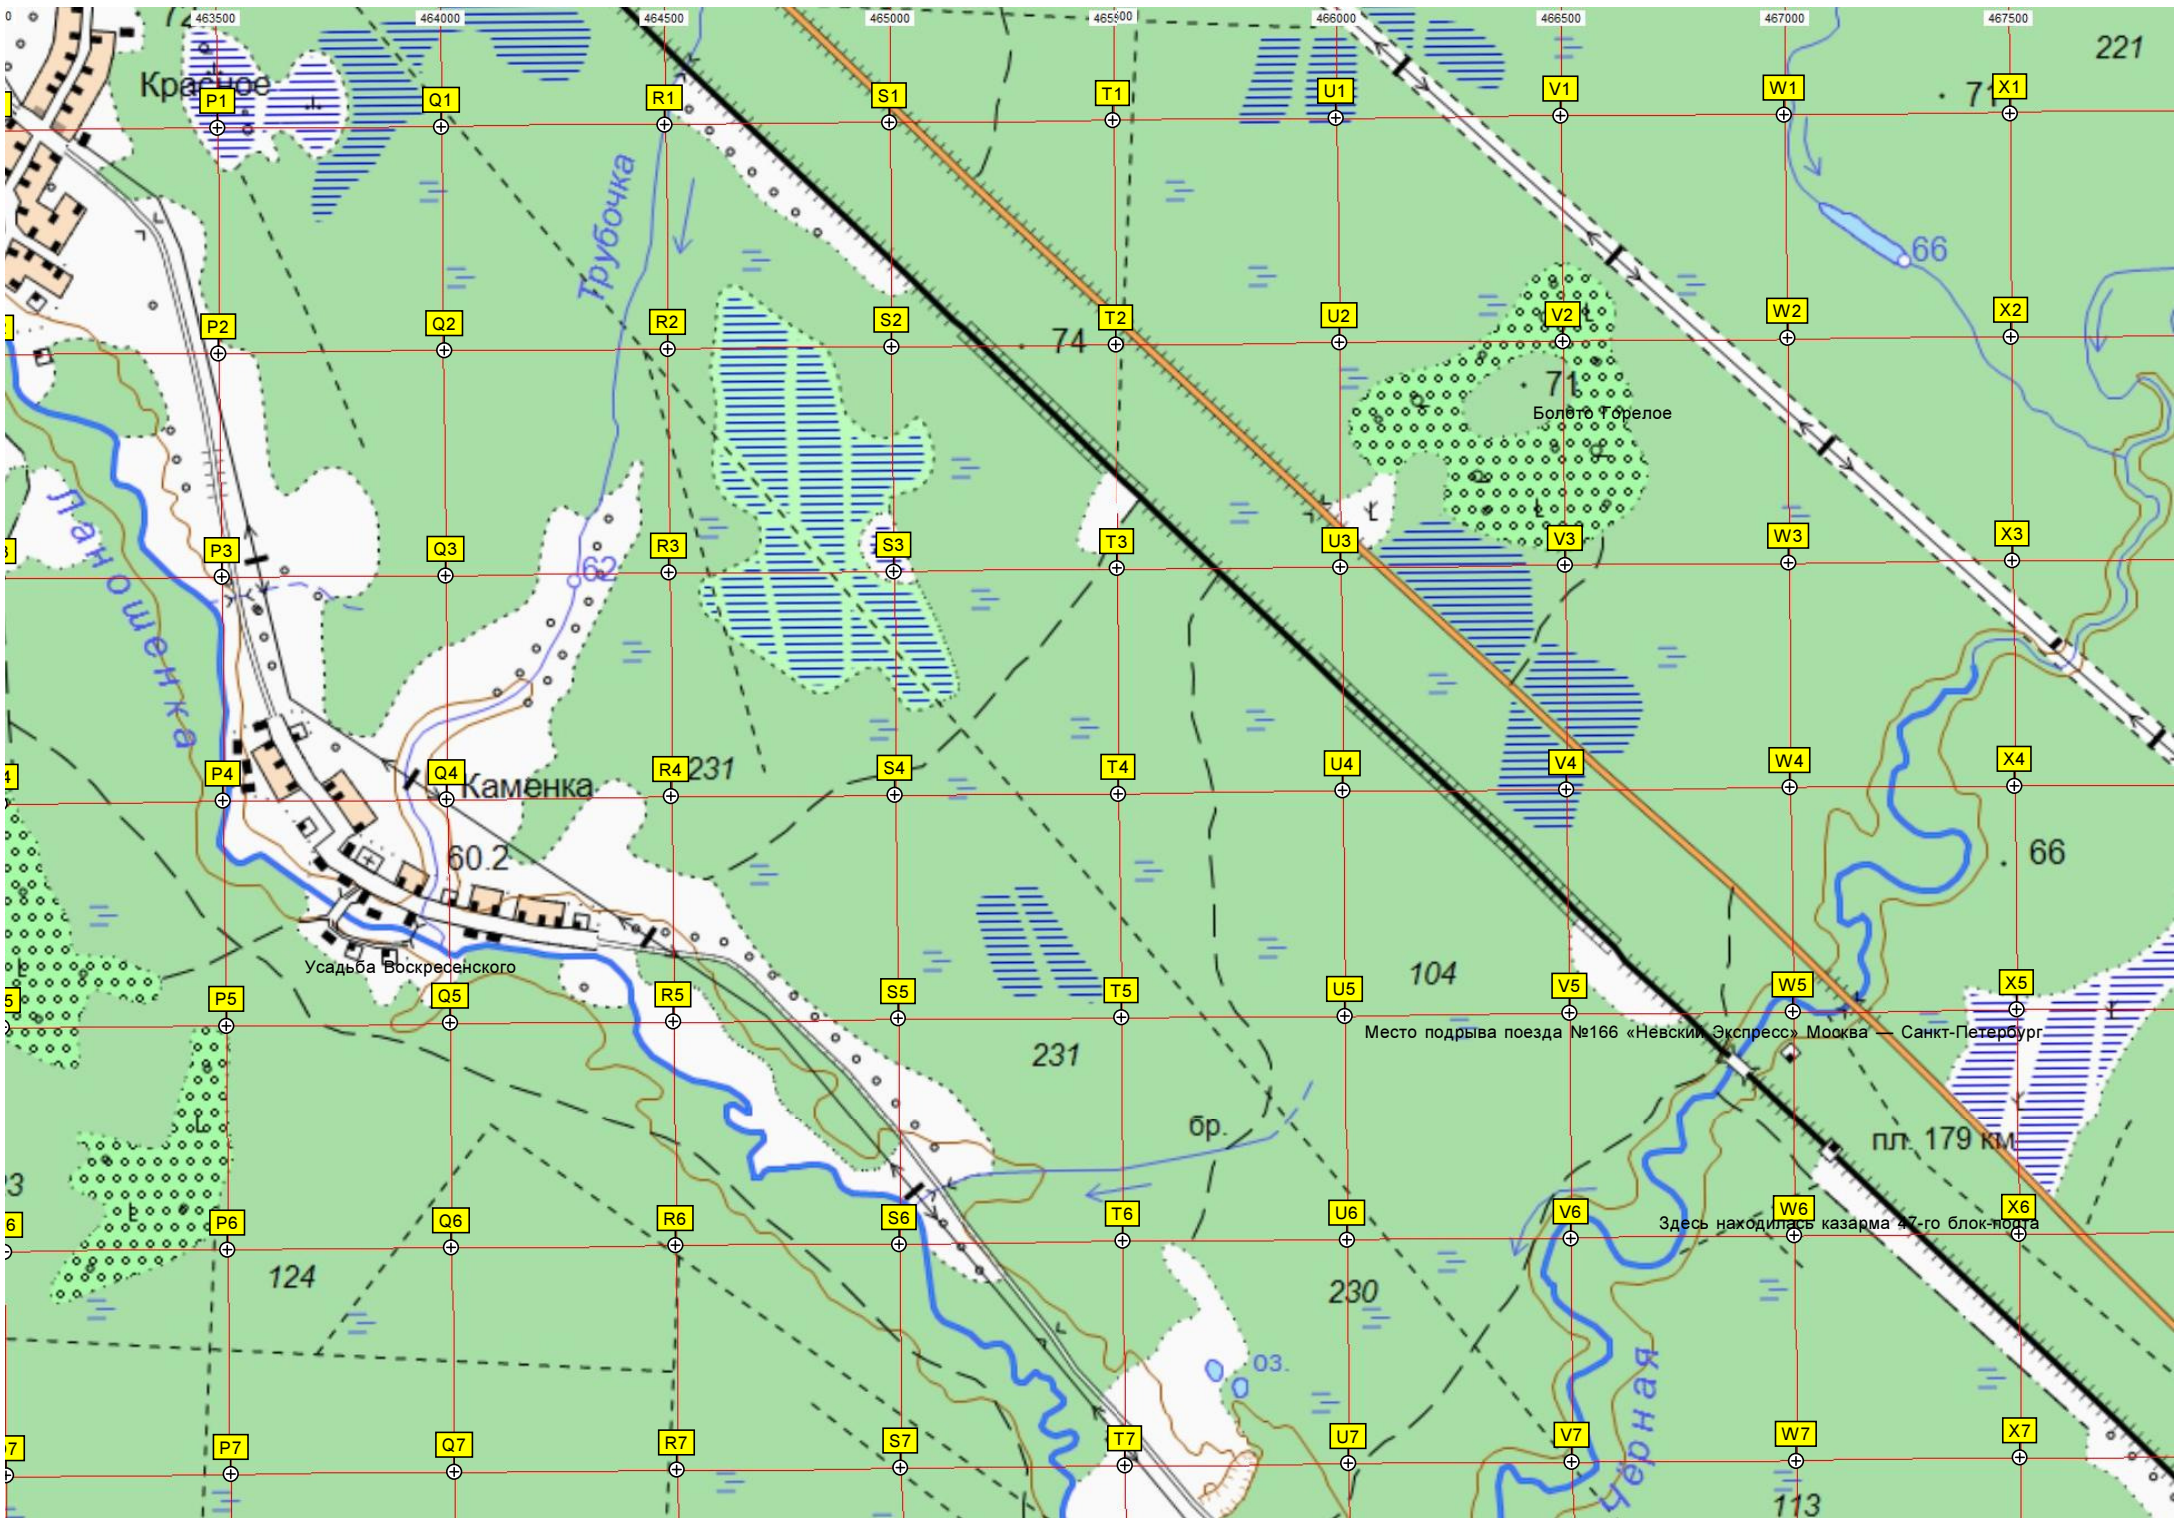 463500 464000 464500 465000 465500 466000 466500 467000 467500
221
Красное
71
P1 Q1 R1 S1 T1 U1 V1 W1 X1
Трубочка
66
P2 Q2 R2 S2 T2 U2 V2 W2 X2
74
71
Болото Горелое
Ланошенка
P3 Q3 R3 S3 T3 U3 V3 W3 X3
62
P4 Q4 R4 S4 T4 U4 V4 W4 X4
Каменка
231
60.2
66
Усадьба Воскресенского
104
P5 Q5 R5 S5 T5 U5 V5 W5 X5
Место подрыва поезда №166 «Невский Экспресс» Москва — Санкт-Петербург
231
бр.
пл. 179 км
P6 Q6 R6 S6 T6 U6 V6 W6 X6
Здесь находилась казарма 47-го блок-поста
124
230
оз.
Чёрная
P7 Q7 R7 S7 T7 U7 V7 W7 X7
113